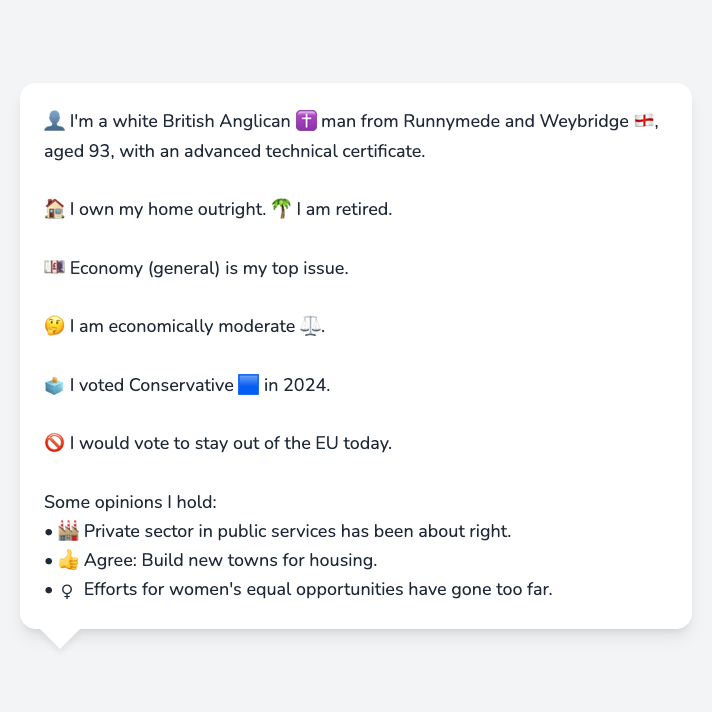 👤 I'm a white British Anglican ✝️ man from Runnymede and Weybridge 🏴󠁧󠁢󠁥󠁮󠁧󠁿,
aged 93, with an advanced technical certificate.
🏠 I own my home outright. 🌴 I am retired.
💷 Economy (general) is my top issue.
🤔 I am economically moderate ⚖️.
🗳️ I voted Conservative 🟦 in 2024.
🚫 I would vote to stay out of the EU today.
Some opinions I hold:
• 🏭 Private sector in public services has been about right.
• 👍 Agree: Build new towns for housing.
• ♀ Efforts for women's equal opportunities have gone too far.